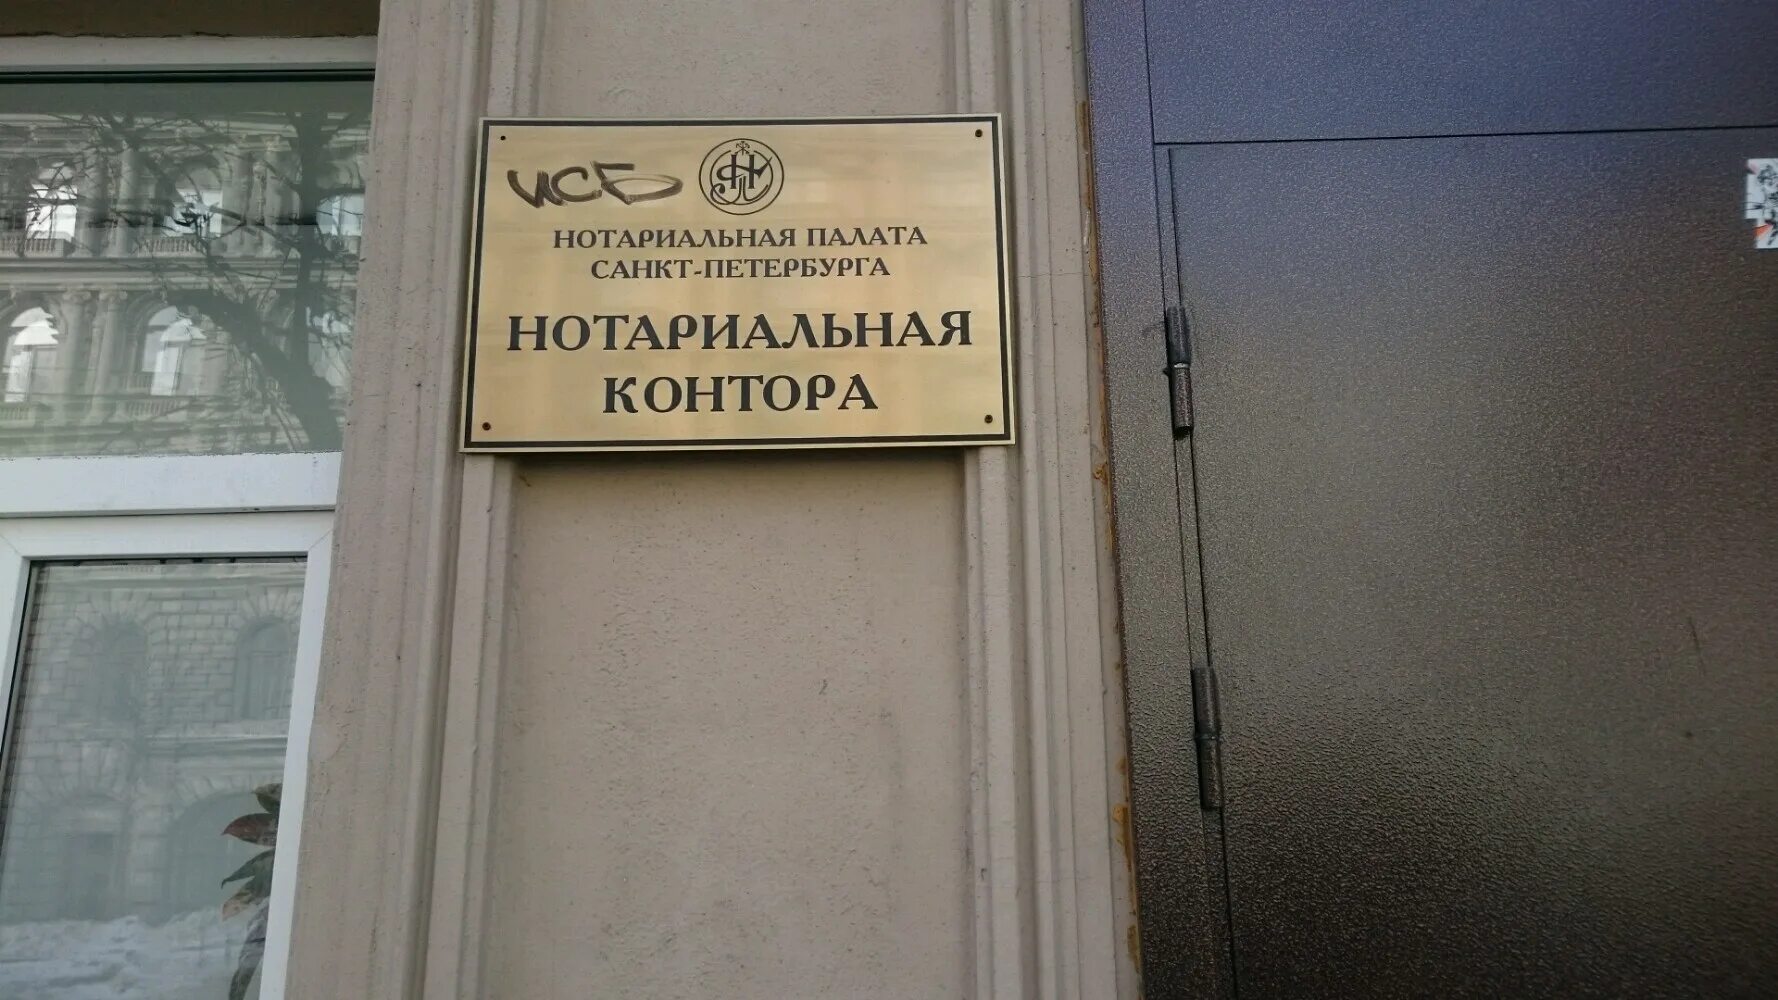 ИСБ
НОТАРИАЛЬНАЯ ПАЛАТА
САНКТ-ПЕТЕРБУРГА
НОТАРИАЛЬНАЯ
КОНТОРА